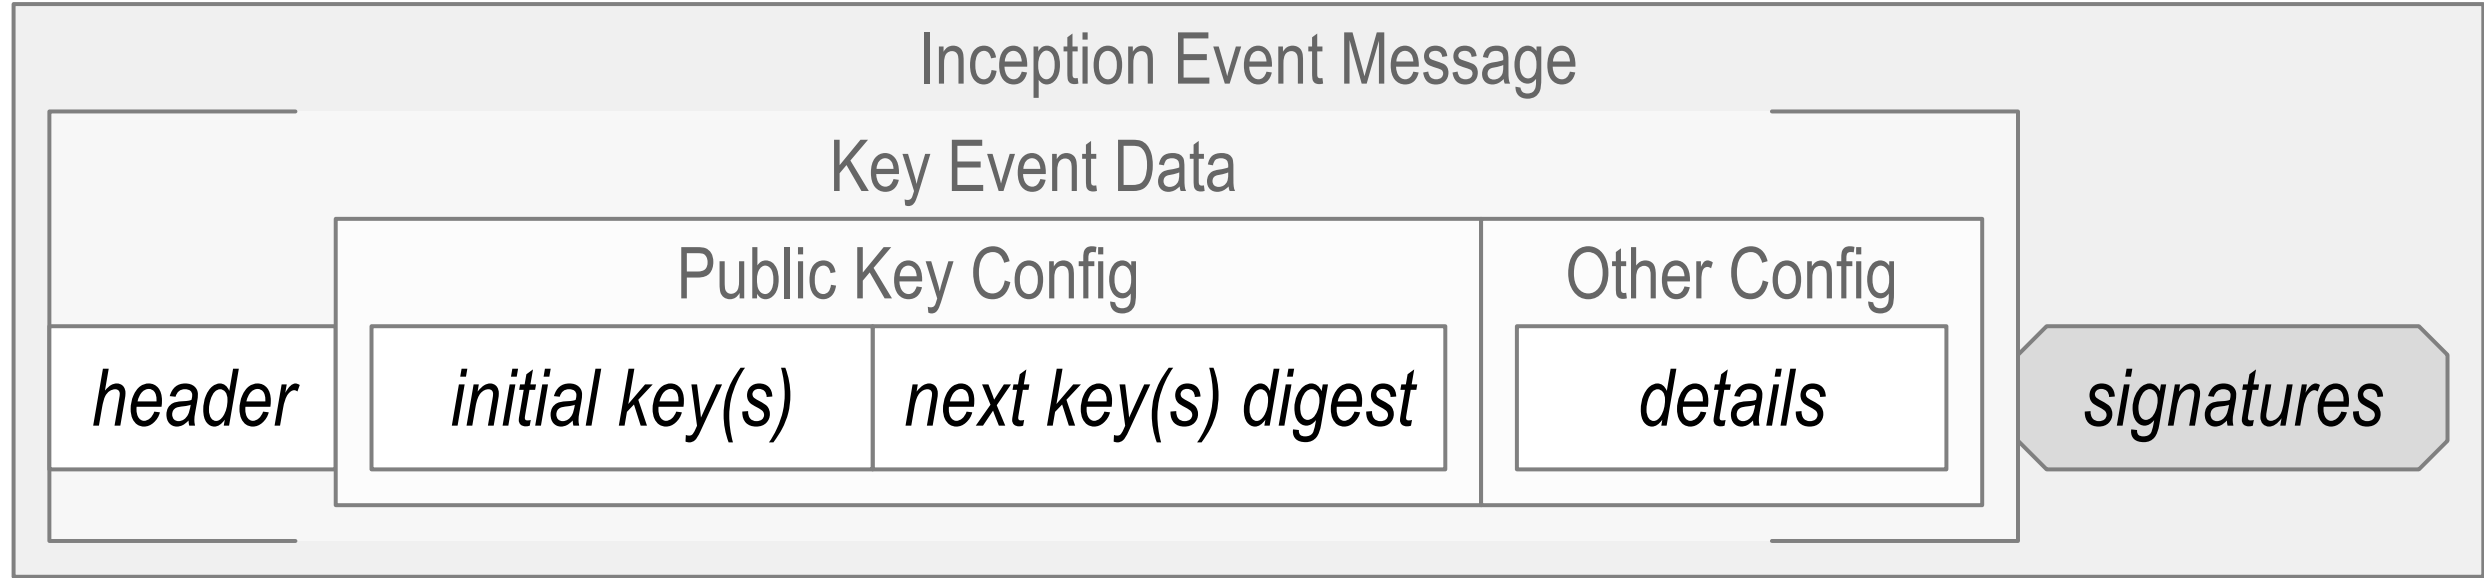 Inception Event Message
Key Event Data
Public Key Config
Other Config
header
initial key(s)
next key(s) digest
details
signatures